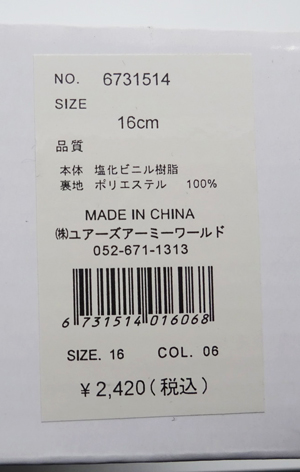 NO. 6731514
SIZE
16cm
品質
本体 塩化ビニル樹脂
裏地 ポリエステル 100%
MADE IN CHINA
㈱ユアーズアーミーワールド
052-671-1313
6 731514 016068
SIZE. 16 COL. 06
¥2,420(税込)